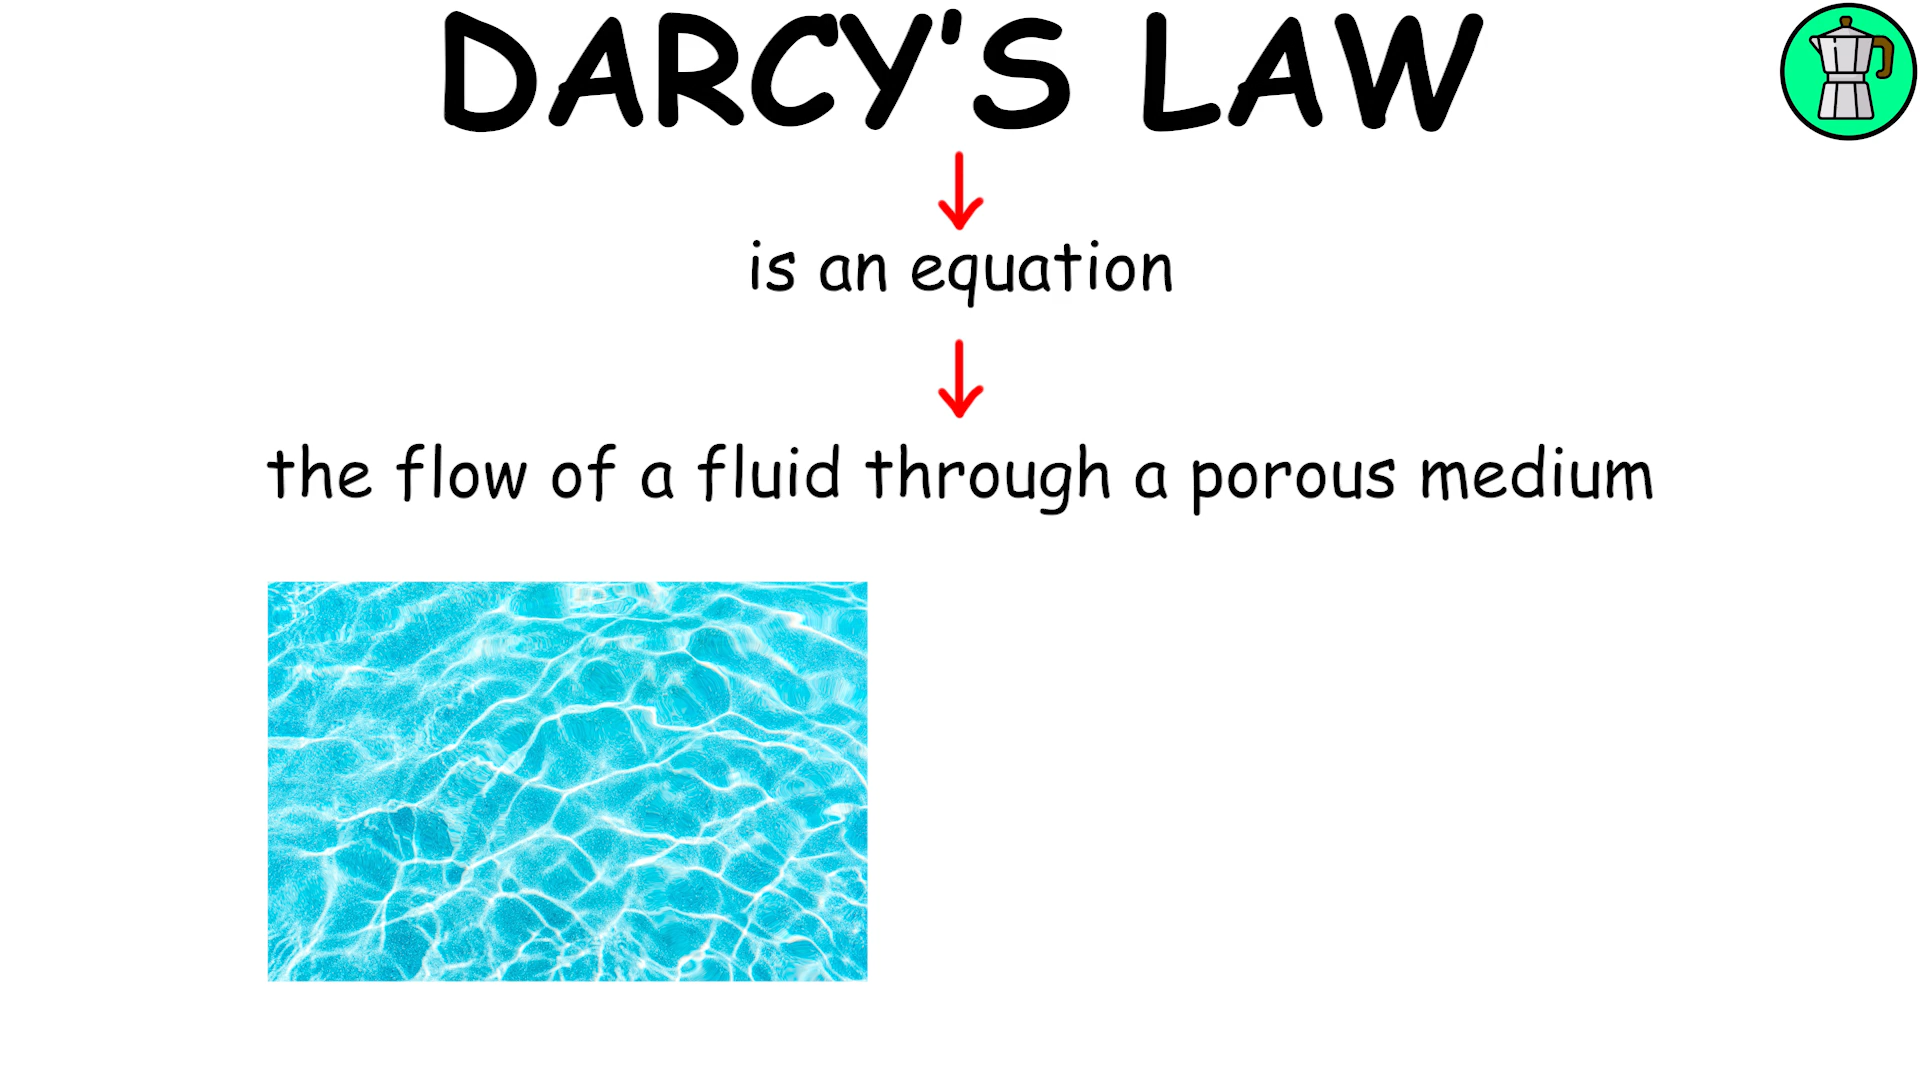 DARCY'S LAW
is an equation
the flow of a fluid through a porous medium